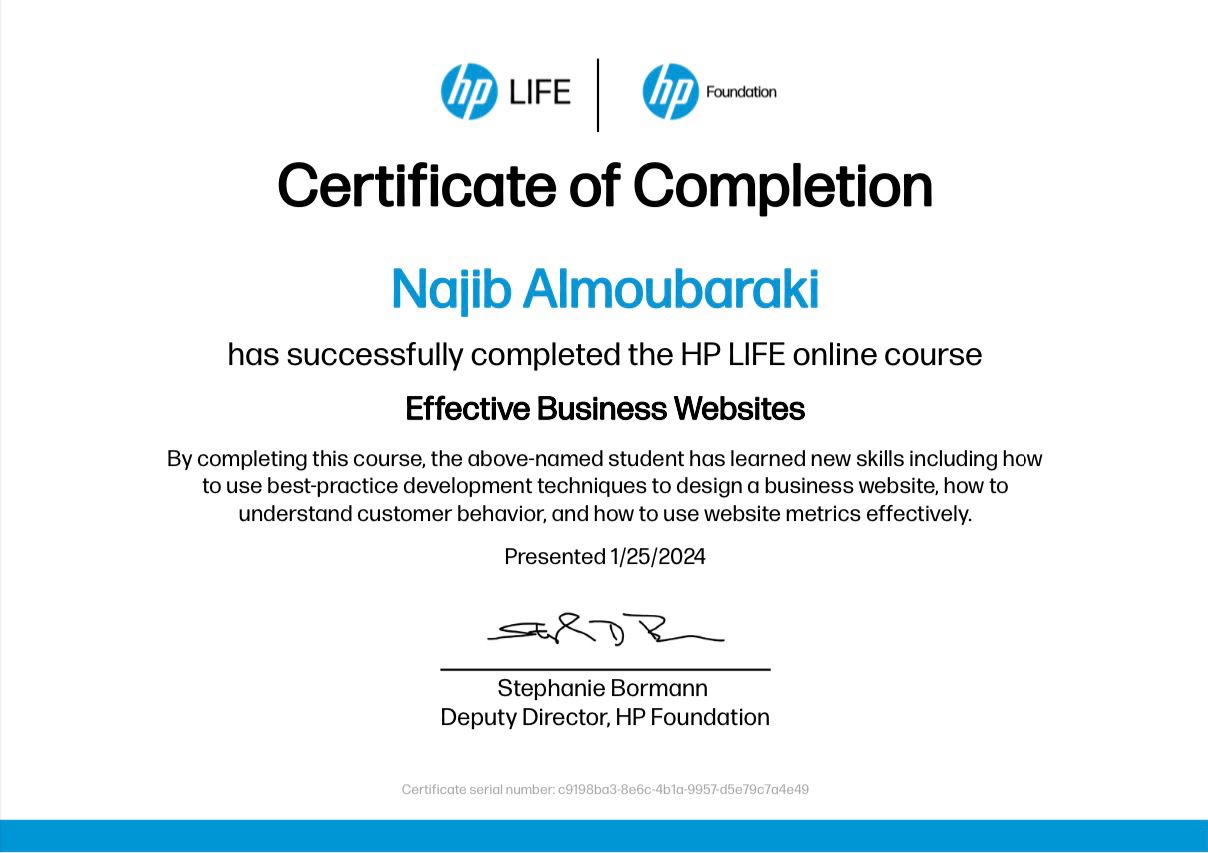 hp LIFE | hp Foundation
Certificate of Completion
Najib Almoubaraki
has successfully completed the HP LIFE online course
Effective Business Websites
By completing this course, the above-named student has learned new skills including how
to use best-practice development techniques to design a business website, how to
understand customer behavior, and how to use website metrics effectively.
Presented 1/25/2024
Stephanie Bormann
Deputy Director, HP Foundation
Certificate serial number: c9198ba3-8e6c-4b1a-9957-d5e79c7a4e49